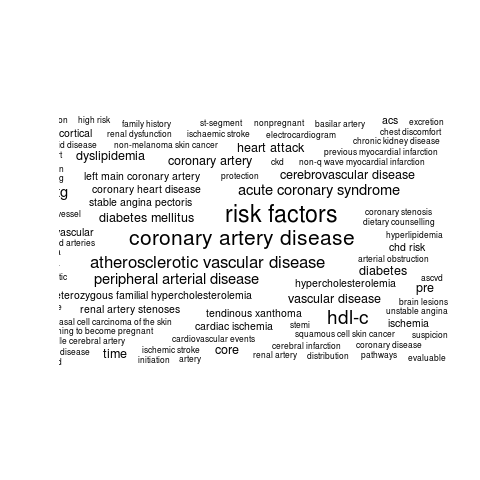 on high risk family history st-segment nonpregnant basilar artery acs excretion
cortical renal dysfunction ischaemic stroke electrocardiogram chest discomfort
d disease non-melanoma skin cancer heart attack chronic kidney disease
dyslipidemia coronary artery ckd non-q wave myocardial infarction previous myocardial infarction
left main coronary artery protection cerebrovascular disease
g coronary heart disease acute coronary syndrome
stable angina pectoris
vessel diabetes mellitus risk factors coronary stenosis
dietary counselling
vascular coronary artery disease hyperlipidemia
d arteries chd risk
atherosclerotic vascular disease arterial obstruction
tic peripheral arterial disease diabetes ascvd
hypercholesterolemia pre
eterozygous familial hypercholesterolemia vascular disease brain lesions
renal artery stenoses tendinous xanthoma hdl-c unstable angina
asal cell carcinoma of the skin cardiac ischemia stemi ischemia
ning to become pregnant squamous cell skin cancer suspicion
le cerebral artery cardiovascular events cerebral infarction coronary disease
disease time ischemic stroke core renal artery distribution pathways evaluable
initiation artery